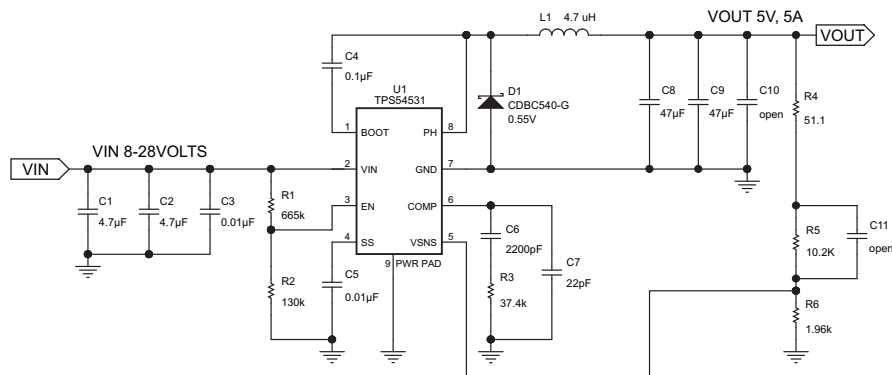 L1 4.7 uH
VOUT 5V, 5A
VOUT
C4
0.1µF
U1
TPS54531
D1
CDBC540-G
0.55V
C8
47µF
C9
47µF
C10
open
R4
51.1
1 BOOT PH 8
VIN 8-28VOLTS
VIN
2 VIN GND 7
C1
4.7µF
C2
4.7µF
C3
0.01µF
R1
665k
3 EN COMP 6
4 SS VSNS 5
9 PWR PAD
C6
2200pF
C7
22pF
R3
37.4k
R5
10.2K
C11
open
R2
130k
C5
0.01µF
R6
1.96k